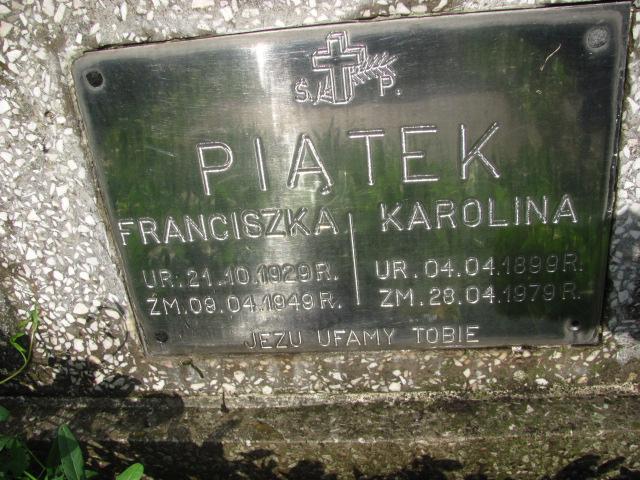 Ś. P.
PIĄTEK
FRANCISZKA
UR. 21.10.1929 R.
ZM. 09.04.1949 R.
KAROLINA
UR. 04.04.1899 R.
ZM. 28.04.1979 R.
JEZU UFAMY TOBIE